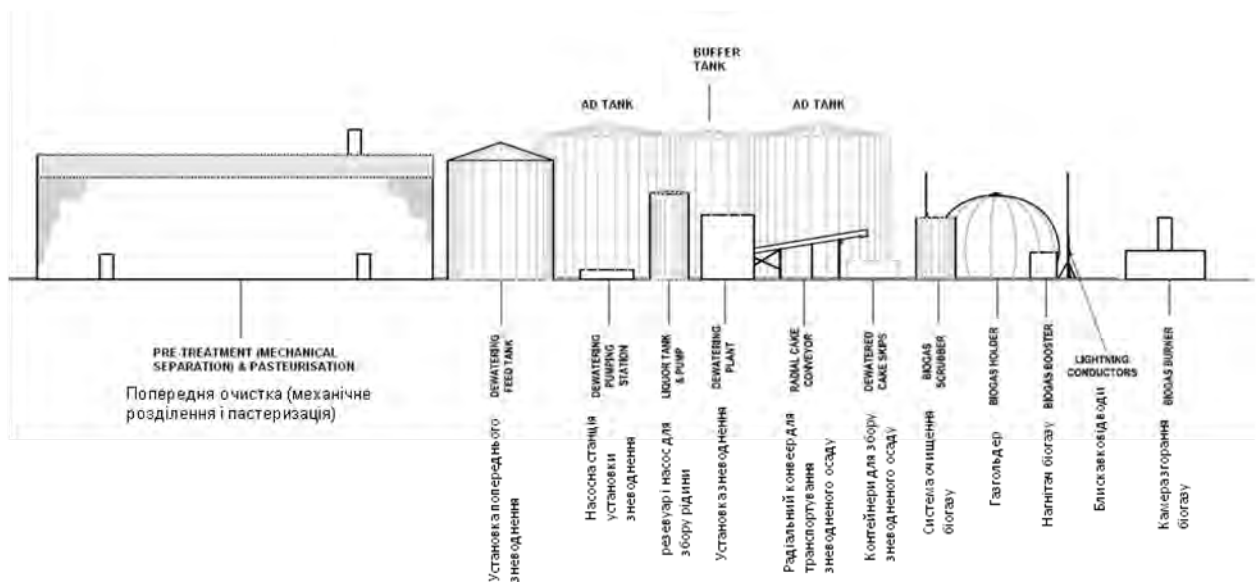 BUFFER
TANK
AD TANK
AD TANK
PRE-TREATMENT (MECHANICAL
SEPARATION) & PASTEURISATION
Попередня очистка (механічне
розділення і пастеризація)
DEWATERING
FEED TANK
Установка попереднього
зневоднення
DEWATERING
PUMPING
STATION
Насосна станція
установки
зневоднення
LIQUOR TANK
& PUMP
резевуар і насос для
збору рідини
DEWATERING
PLANT
Установка зневоднення
RADIAL CAKE
CONVEYOR
Радіальний конвеєр для
транспортування
зневодненого осаду
DEWATERED
CAKE SKIPS
Контейнери для збору
зневодненого осаду
BIOGAS
SCRUBBER
Система очищення
біогазу
BIOGAS HOLDER
Газгольдер
BIOGAS BOOSTER
Нагнітач біогазу
LIGHTNING
CONDUCTORS
Блискавковідводи
BIOGAS BURNER
Камера згорання
біогазу